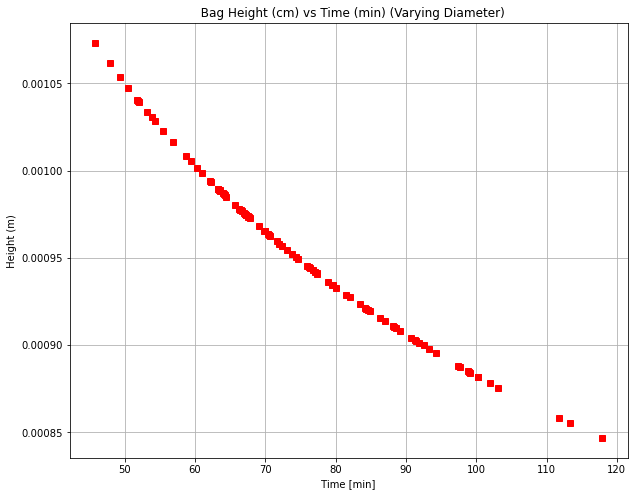 Bag Height (cm) vs Time (min) (Varying Diameter)
Height (m)
0.00105
0.00100
0.00095
0.00090
0.00085
50 60 70 80 90 100 110 120
Time [min]